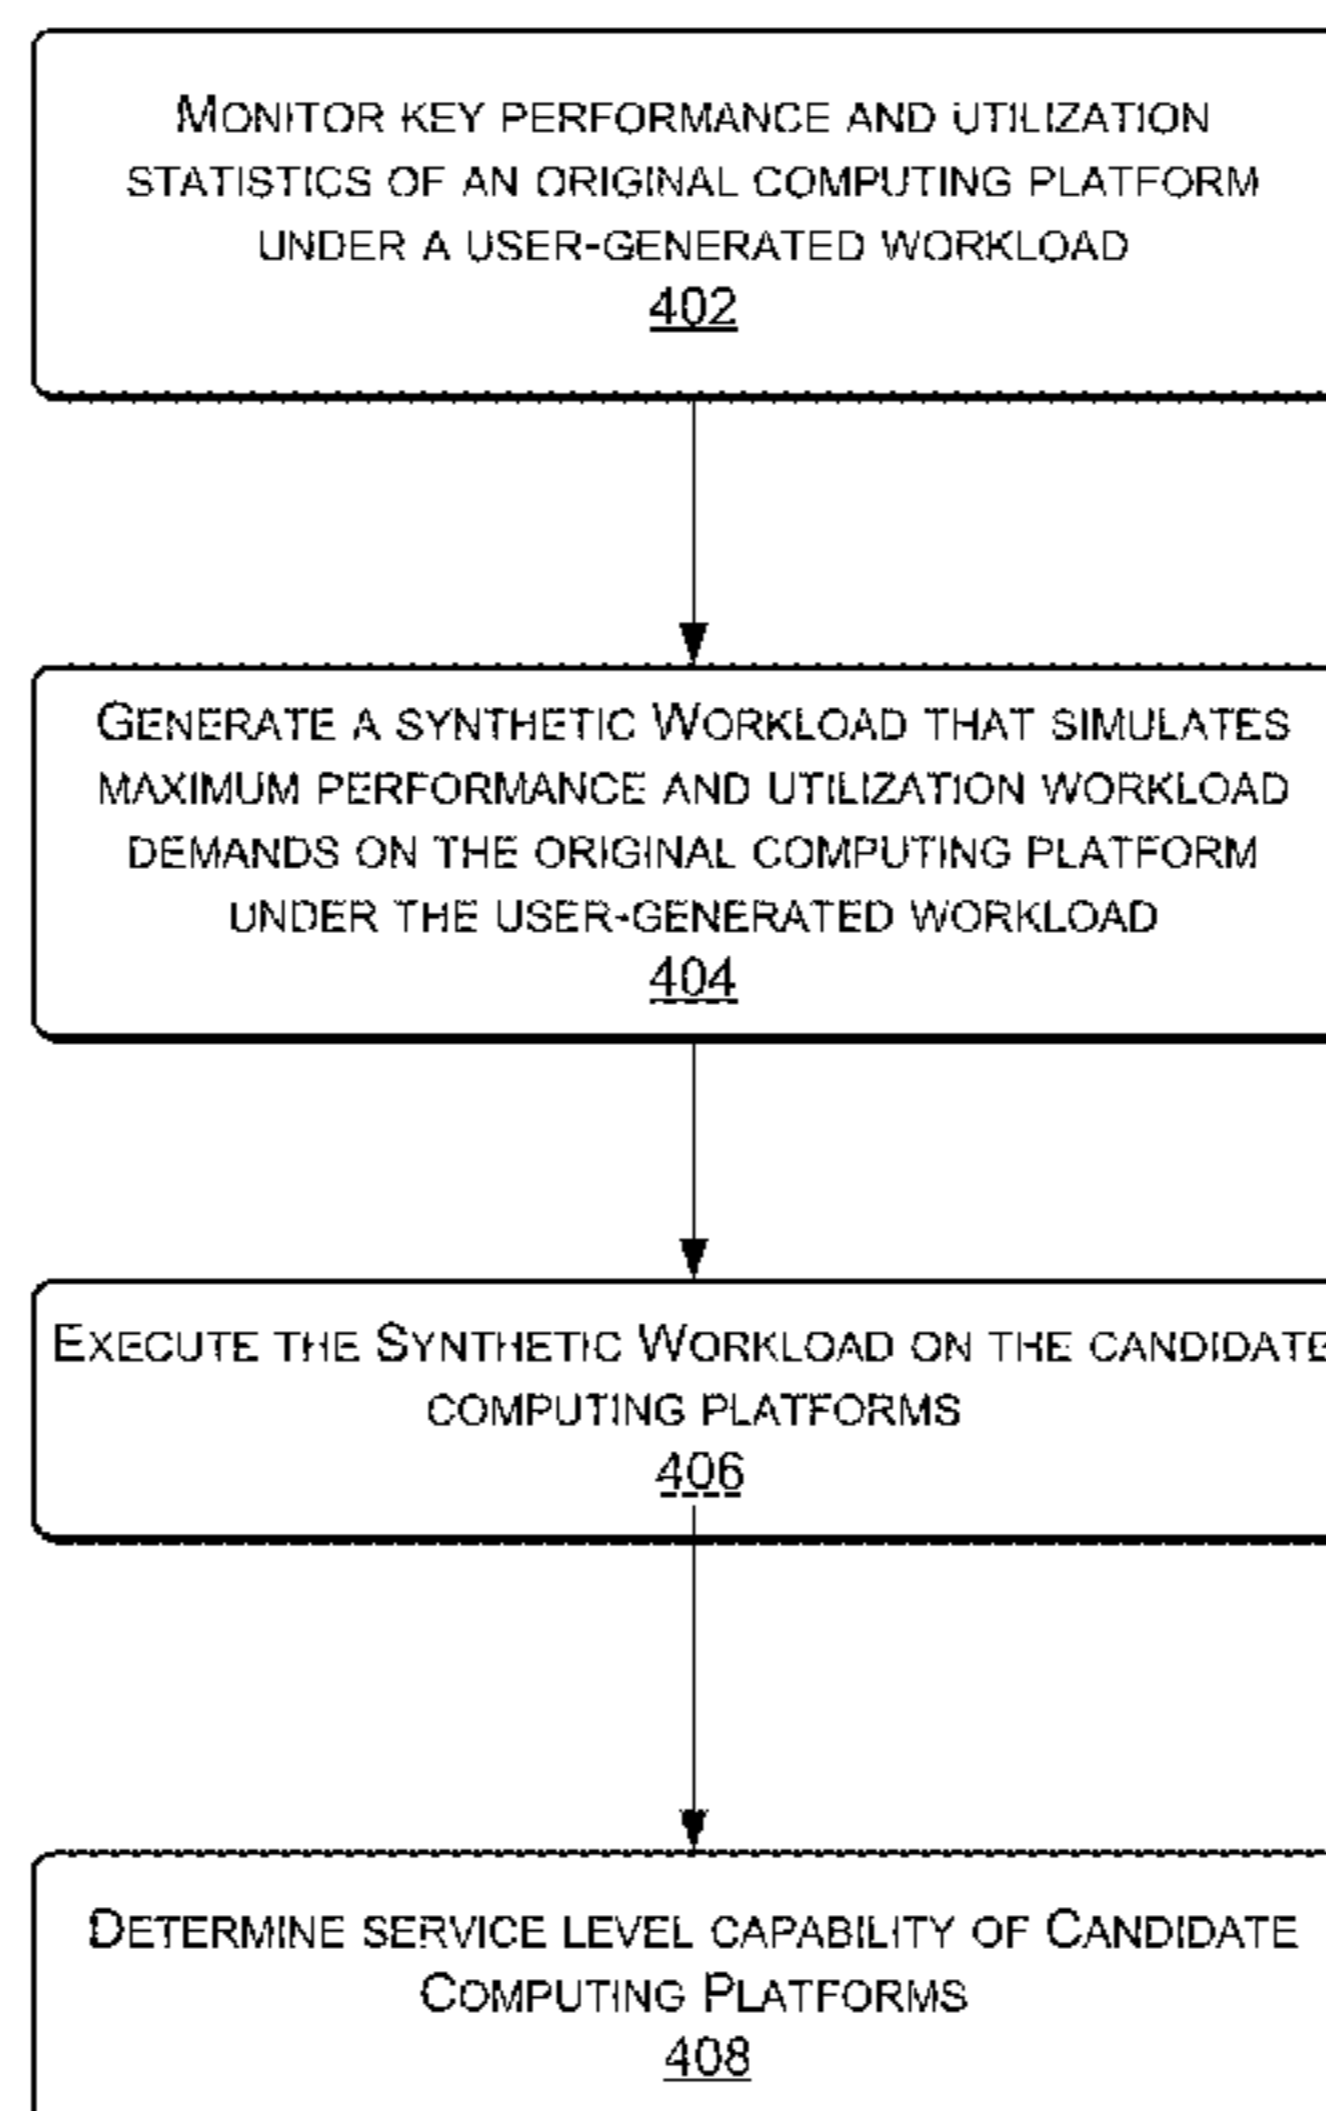 MONITOR KEY PERFORMANCE AND UTILIZATION
STATISTICS OF AN ORIGINAL COMPUTING PLATFORM
UNDER A USER-GENERATED WORKLOAD
402
GENERATE A SYNTHETIC WORKLOAD THAT SIMULATES
MAXIMUM PERFORMANCE AND UTILIZATION WORKLOAD
DEMANDS ON THE ORIGINAL COMPUTING PLATFORM
UNDER THE USER-GENERATED WORKLOAD
404
EXECUTE THE SYNTHETIC WORKLOAD ON THE CANDIDATE
COMPUTING PLATFORMS
406
DETERMINE SERVICE LEVEL CAPABILITY OF CANDIDATE
COMPUTING PLATFORMS
408